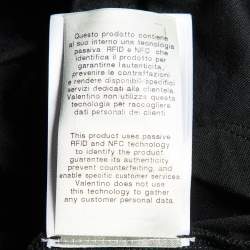 Questo prodotto contiene
al suo interno una tecnologia
passiva RFID e NFC che
identifica il prodotto per
garantirne l'autenticità,
prevenire le contraffazioni
e rendere disponibili specifici
servizi dedicati alla clientela.
Valentino non utilizza questa
tecnologia per raccogliere
dati personali dei clienti.
This product uses passive
RFID and NFC technology
to identify the product
guarantee its authenticity
prevent counterfeiting, and
enable specific customer services
Valentino does not use
this technology to gather
any customer personal data.